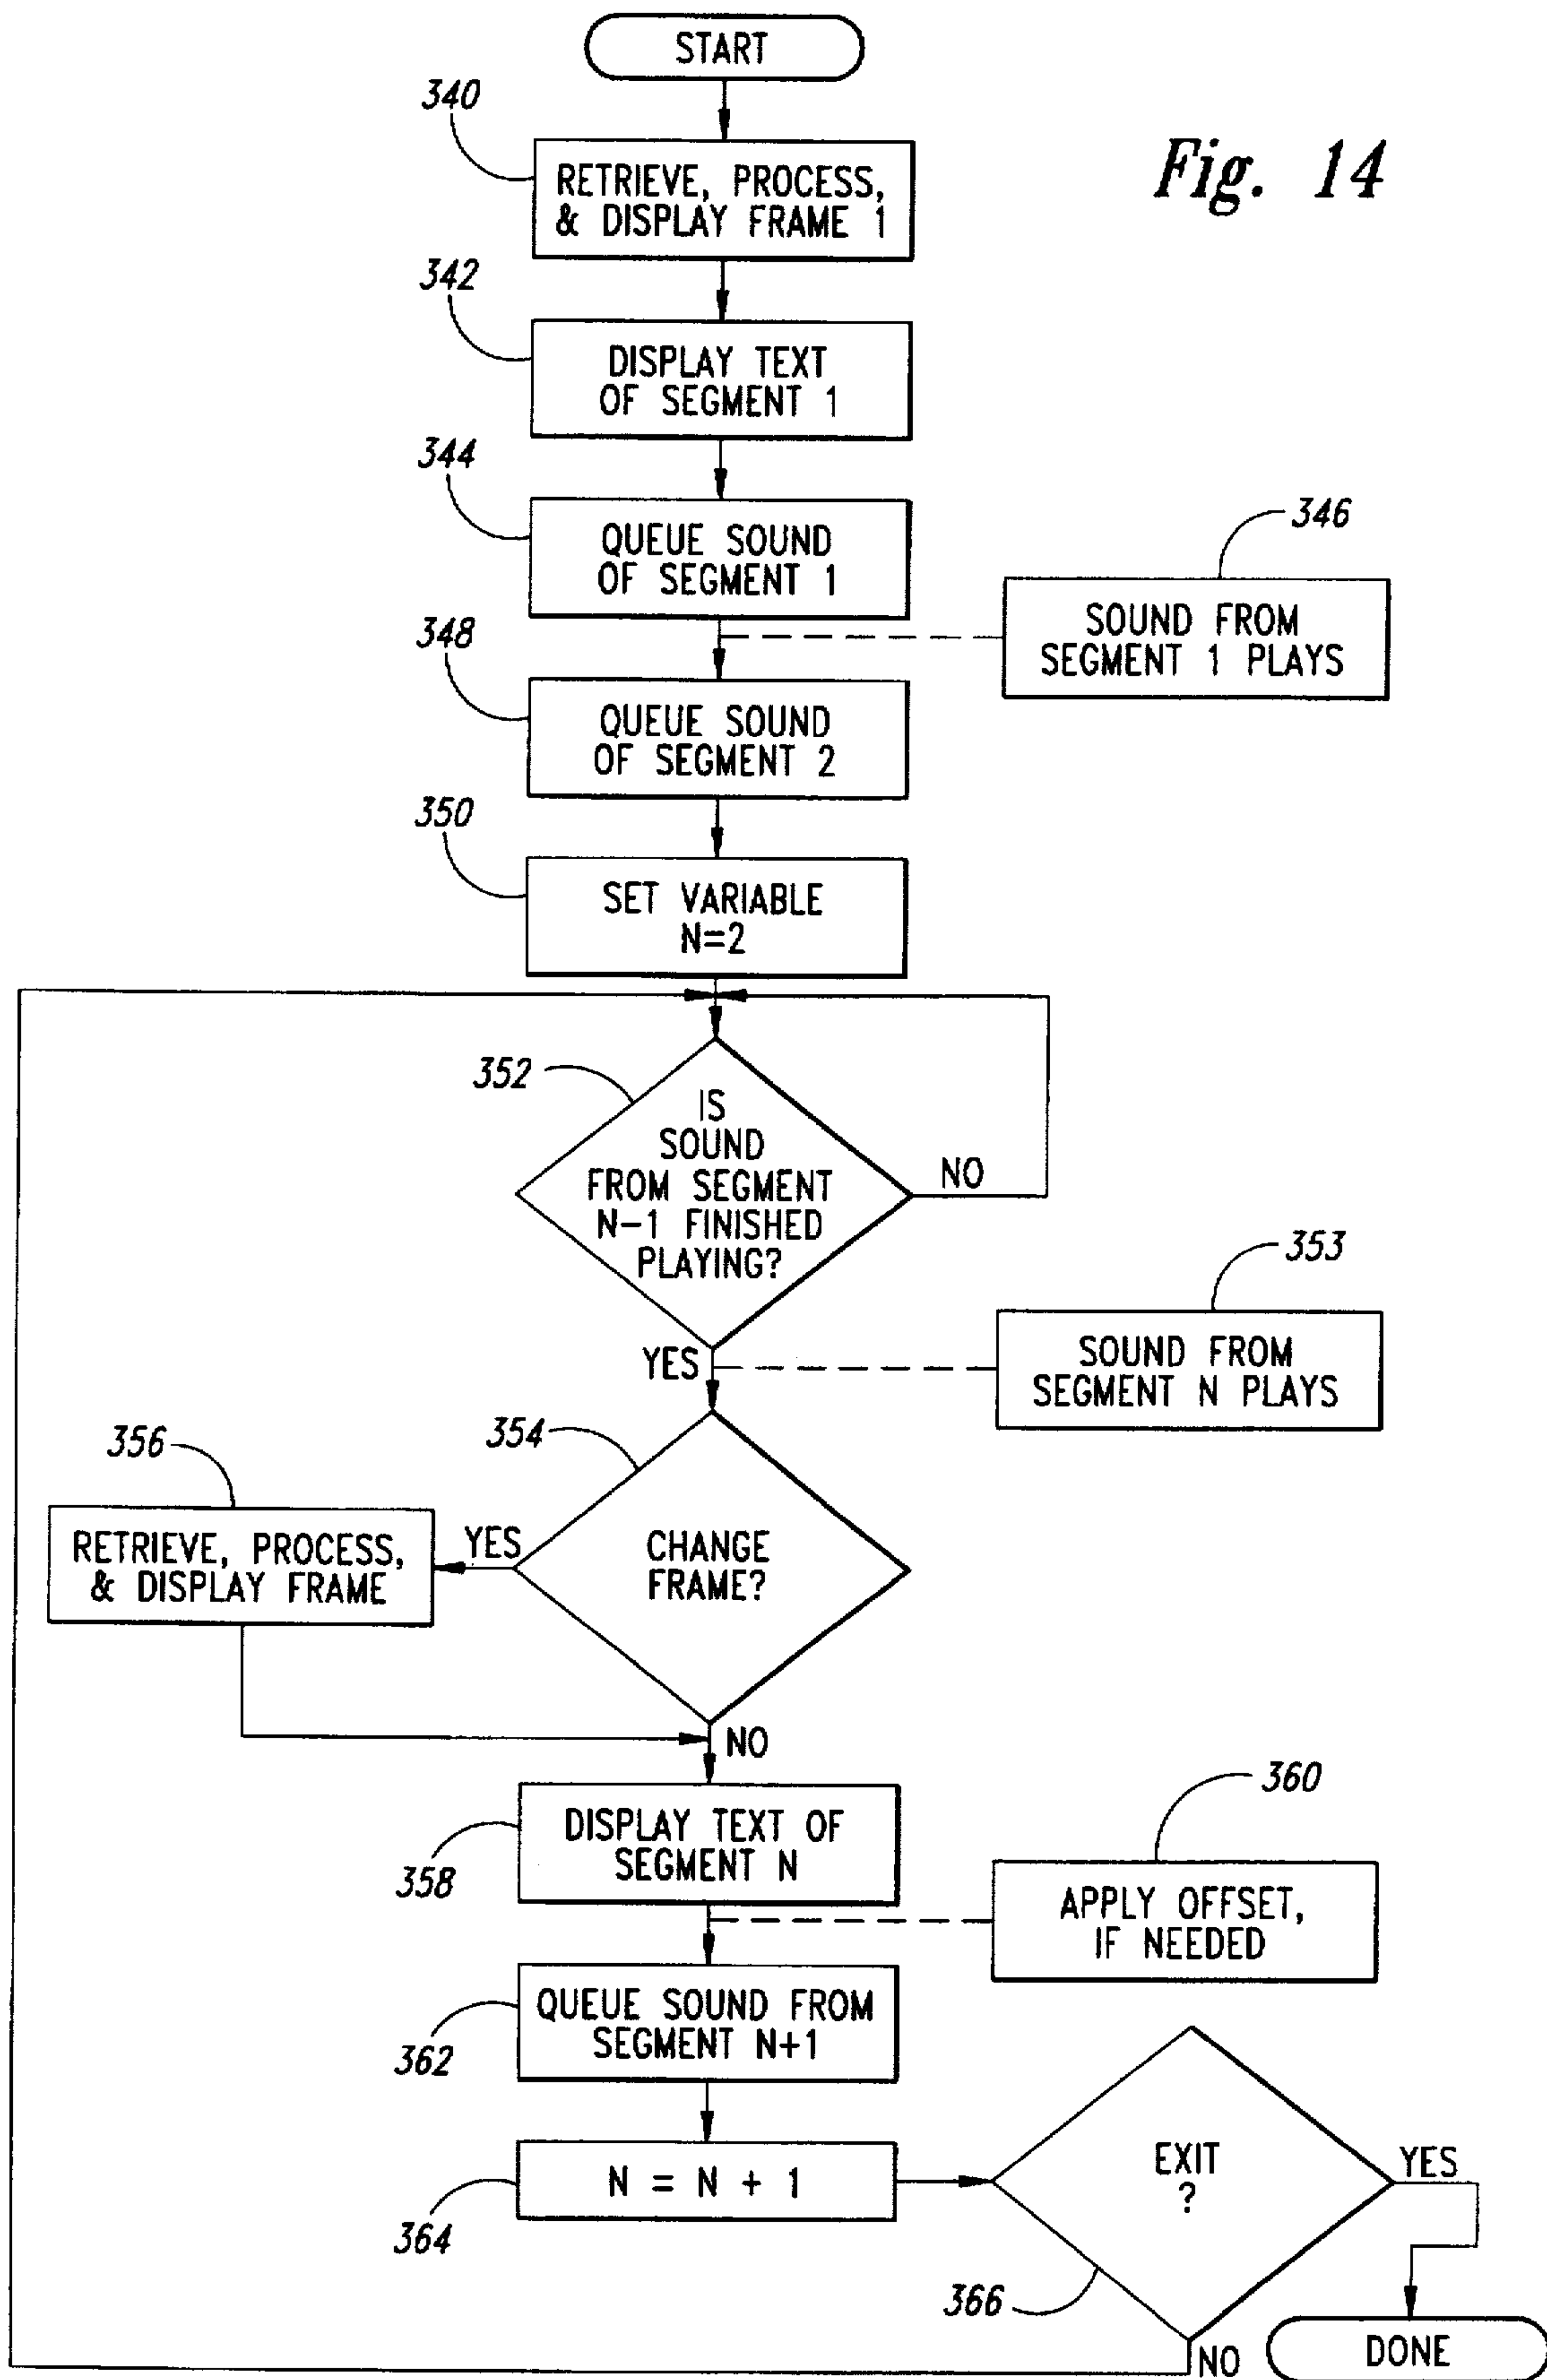 START
340
Fig. 14
RETRIEVE, PROCESS,
& DISPLAY FRAME 1
342
DISPLAY TEXT
OF SEGMENT 1
344
QUEUE SOUND
OF SEGMENT 1
346
SOUND FROM
SEGMENT 1 PLAYS
348
QUEUE SOUND
OF SEGMENT 2
350
SET VARIABLE
N=2
352
IS
SOUND
FROM SEGMENT
N-1 FINISHED
PLAYING?
NO
353
YES
SOUND FROM
SEGMENT N PLAYS
354
356
RETRIEVE, PROCESS,
& DISPLAY FRAME
YES
CHANGE
FRAME?
NO
358
DISPLAY TEXT OF
SEGMENT N
360
APPLY OFFSET,
IF NEEDED
362
QUEUE SOUND FROM
SEGMENT N+1
364
N = N + 1
EXIT
?
YES
366
NO
DONE